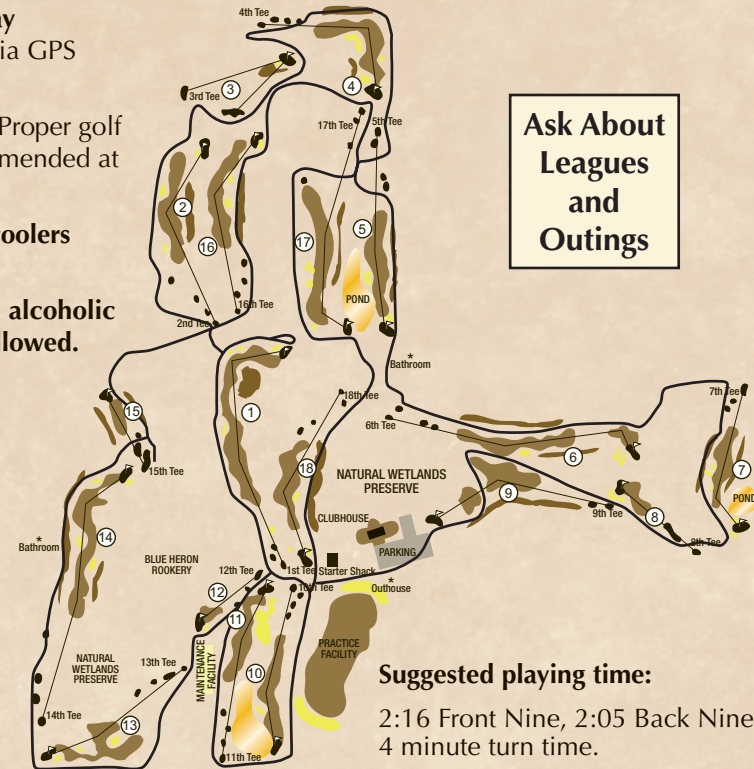 ay
ia GPS
Proper golf
mended at
coolers
alcoholic
llowed.
Ask About
Leagues
and
Outings
4th Tee
3
3rd Tee
4
17th Tee
5th Tee
2
16
17
5
POND
2nd Tee
16th Tee
*
Bathroom
1
18th Tee
6th Tee
7th Tee
15
15th Tee
18
6
7
POND
NATURAL WETLANDS
PRESERVE
9
9th Tee
8
8th Tee
14
CLUBHOUSE
PARKING
*
Bathroom
BLUE HERON
ROOKERY
12th Tee
1st Tee
Starter Shack
10th Tee
*
Outhouse
12
11
MAINTENANCE
FACILITY
PRACTICE
FACILITY
NATURAL
WETLANDS
PRESERVE
13th Tee
10
14th Tee
13
11th Tee
Suggested playing time:
2:16 Front Nine, 2:05 Back Nine
4 minute turn time.